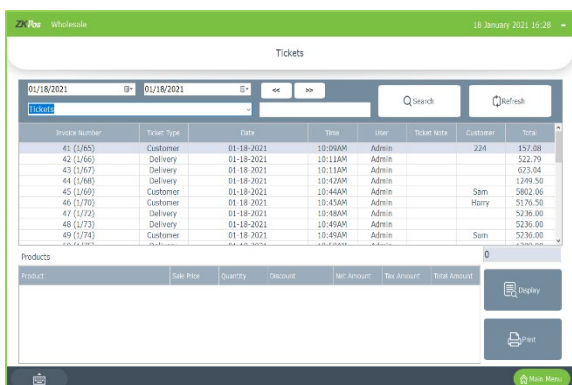 ZKPos Wholesale 18 January 2021 16:28
Tickets
01/18/2021 01/18/2021 << >> Search Refresh
Tickets
Invoice Number Ticket Type Date Time User Ticket Note Customer Total
41 (1/65) Customer 01-18-2021 10:09AM Admin 224 157.08
42 (1/66) Delivery 01-18-2021 10:11AM Admin 522.79
43 (1/67) Delivery 01-18-2021 10:11AM Admin 623.04
44 (1/68) Delivery 01-18-2021 10:42AM Admin 1249.50
45 (1/69) Customer 01-18-2021 10:44AM Admin Sam 5802.06
46 (1/70) Customer 01-18-2021 10:45AM Admin Harry 5176.50
47 (1/72) Delivery 01-18-2021 10:48AM Admin 5236.00
48 (1/73) Delivery 01-18-2021 10:49AM Admin 5236.00
49 (1/74) Customer 01-18-2021 10:49AM Admin Sam 5236.00
Products 0
Product Sale Price Quantity Discount Net Amount Tax Amount Total Amount
Display
Print
Main Menu